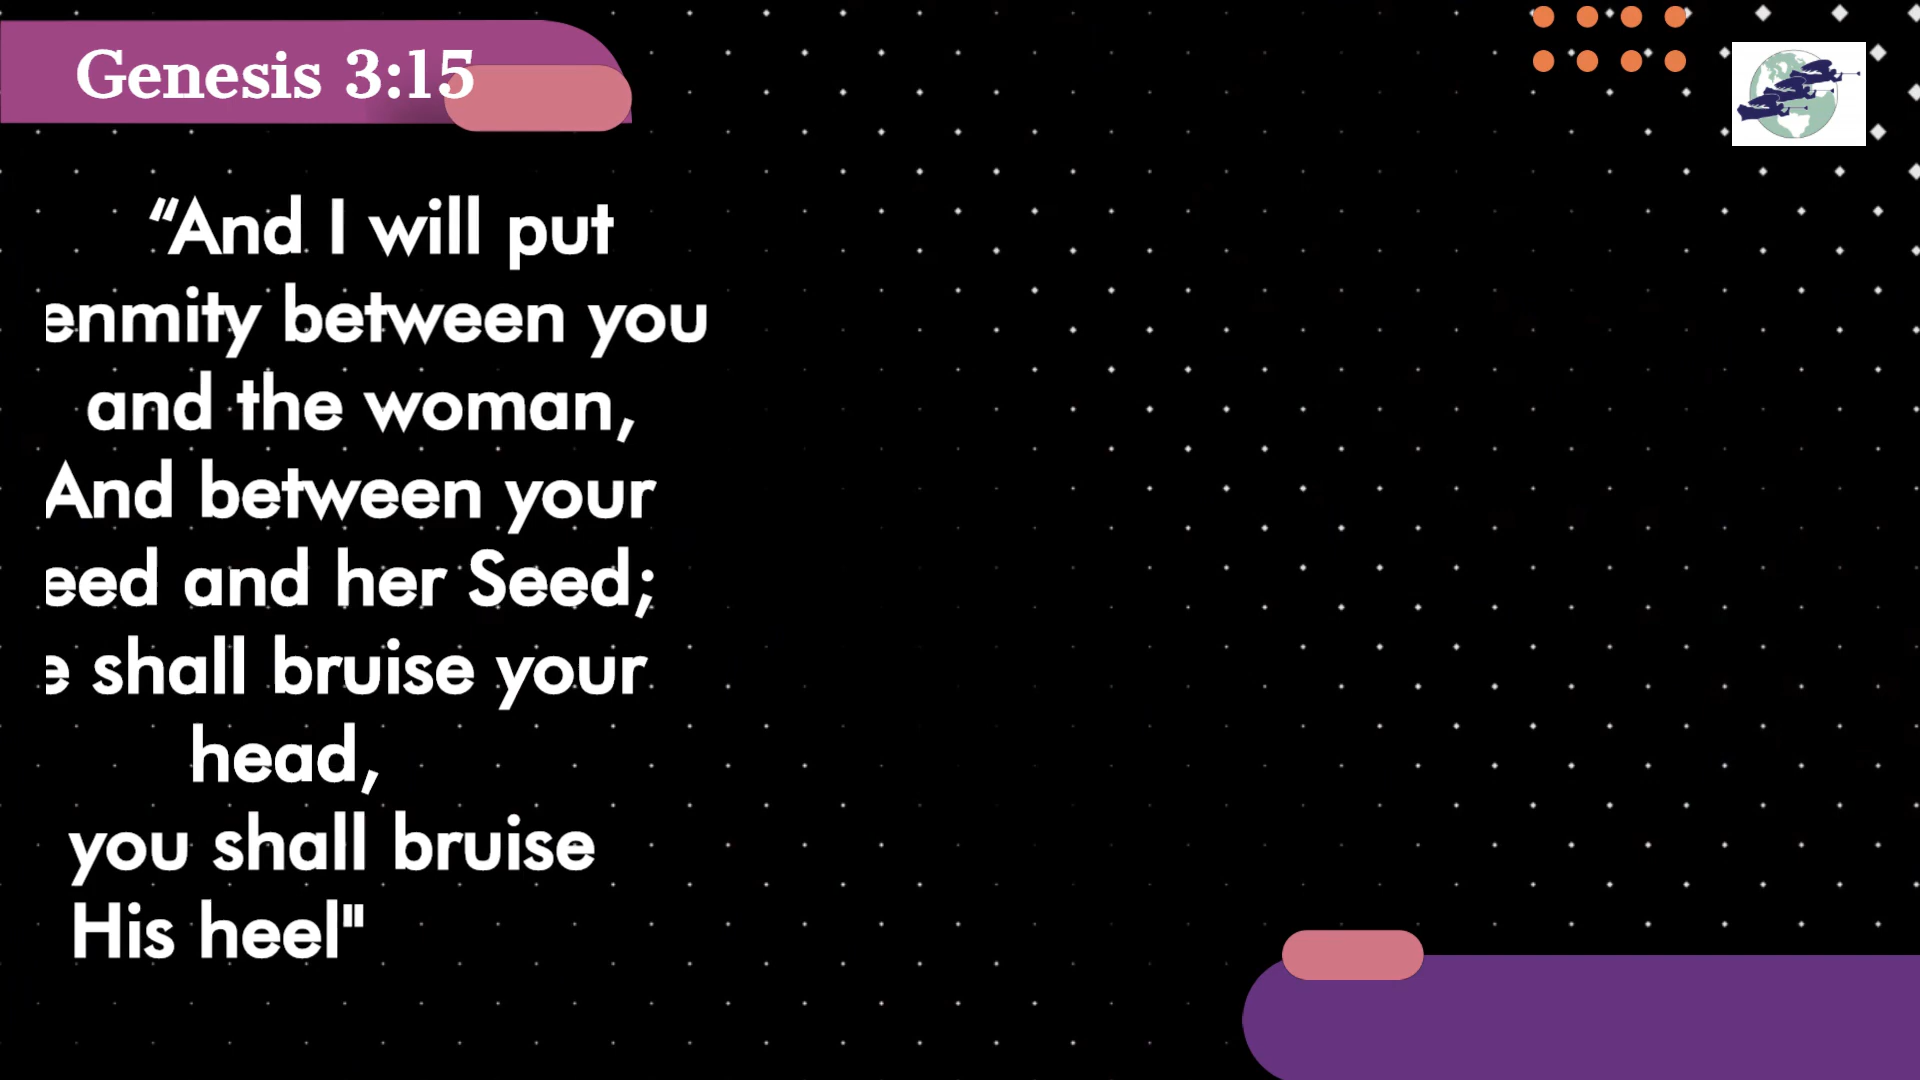 Genesis 3:15
“And I will put
enmity between you
and the woman,
And between your
eed and her Seed;
e shall bruise your
head,
you shall bruise
His heel"